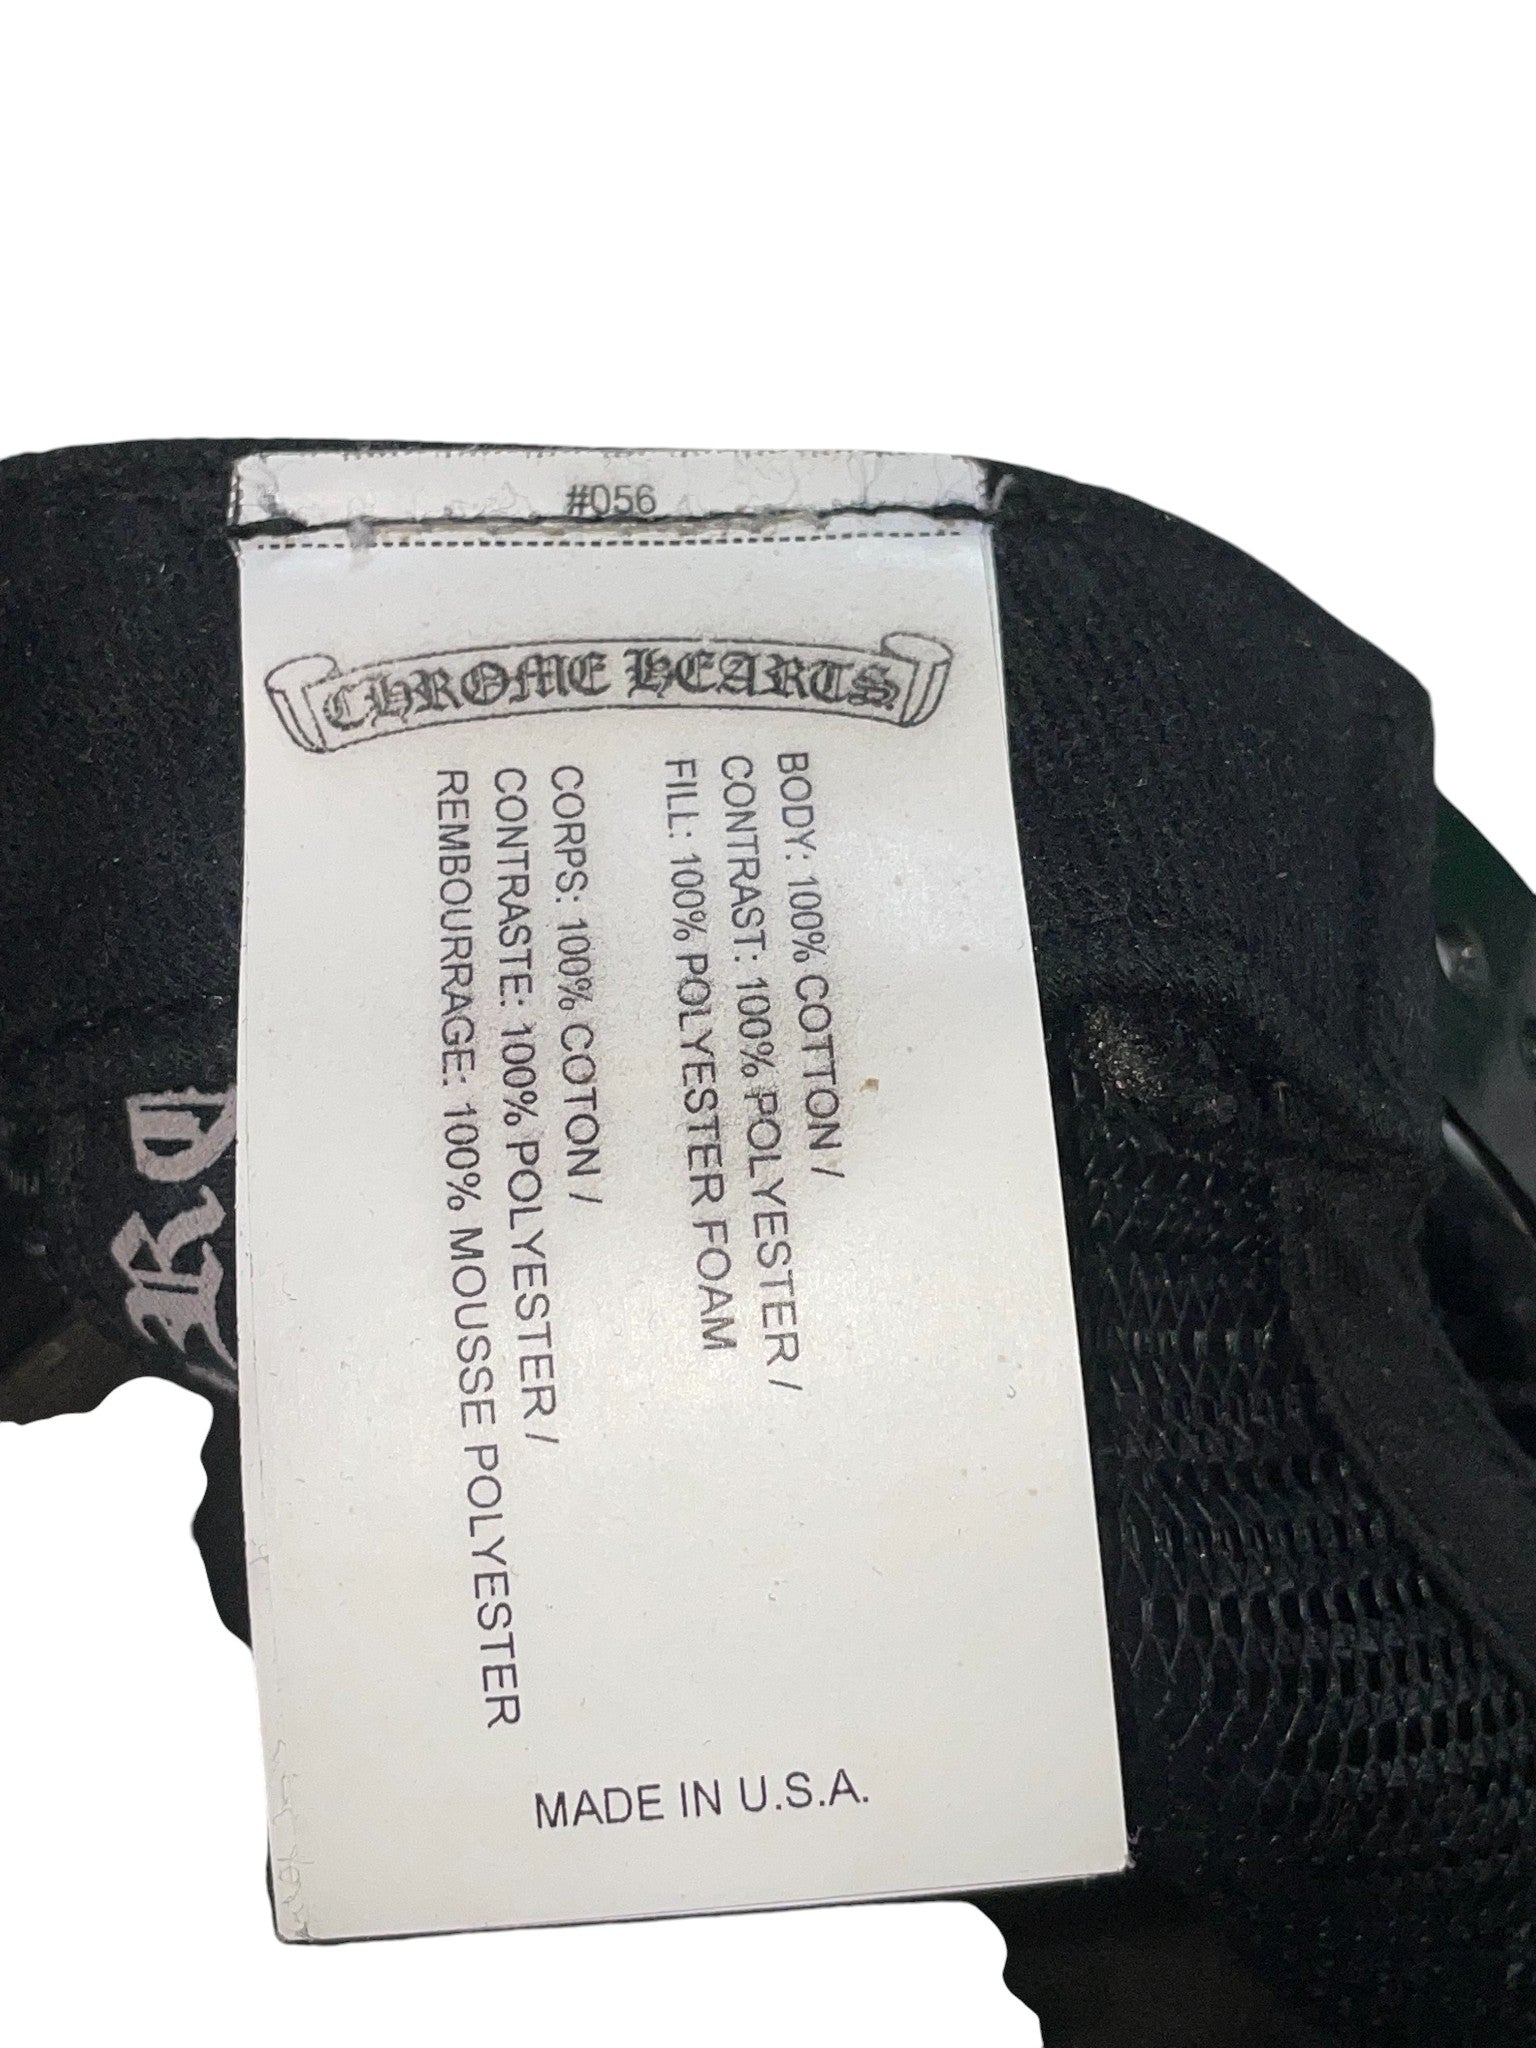 #056
CHROME HEARTS
BODY: 100% COTTON /
CONTRAST: 100% POLYESTER /
FILL: 100% POLYESTER FOAM
CORPS: 100% COTON /
CONTRASTE: 100% POLYESTER /
REMBOURRAGE: 100% MOUSSE POLYESTER
MADE IN U.S.A.